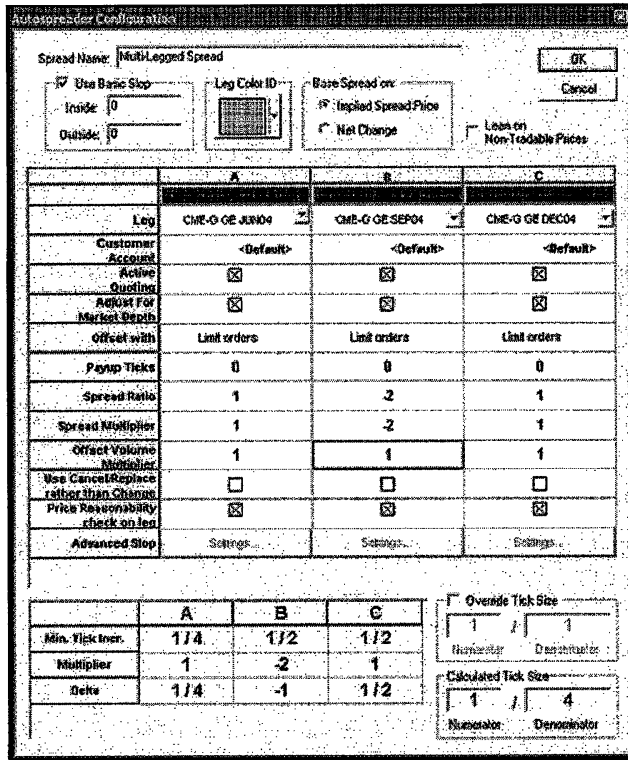 Autospreader Configuration
Spread Name: Multi-Legged Spread
OK
Cancel
Use Basic Slop
Inside: 0
Outside: 0
Leg Color ID
Base Spread on:
Implied Spread Price
Net Change
Lean on
Non-Tradable Prices
A B C
Leg CME-G GE JUN04 CME-G GE SEP04 CME-G GE DEC04
Customer
Account <Default> <Default> <Default>
Active
Quoting
Adjust For
Market Depth
Offset with Limit orders Limit orders Limit orders
Payup Ticks 0 0 0
Spread Ratio 1 -2 1
Spread Multiplier 1 -2 1
Offset Volume
Multiplier 1 1 1
Use Cancel/Replace
rather than Change
Price Reasonability
check on leg
Advanced Slop Settings... Settings... Settings...
A B C
Min. Tick Incr. 1/4 1/2 1/2
Multiplier 1 -2 1
Delta 1/4 -1 1/2
Override Tick Size
1 / 1
Numerator Denominator
Calculated Tick Size
1 / 4
Numerator Denominator